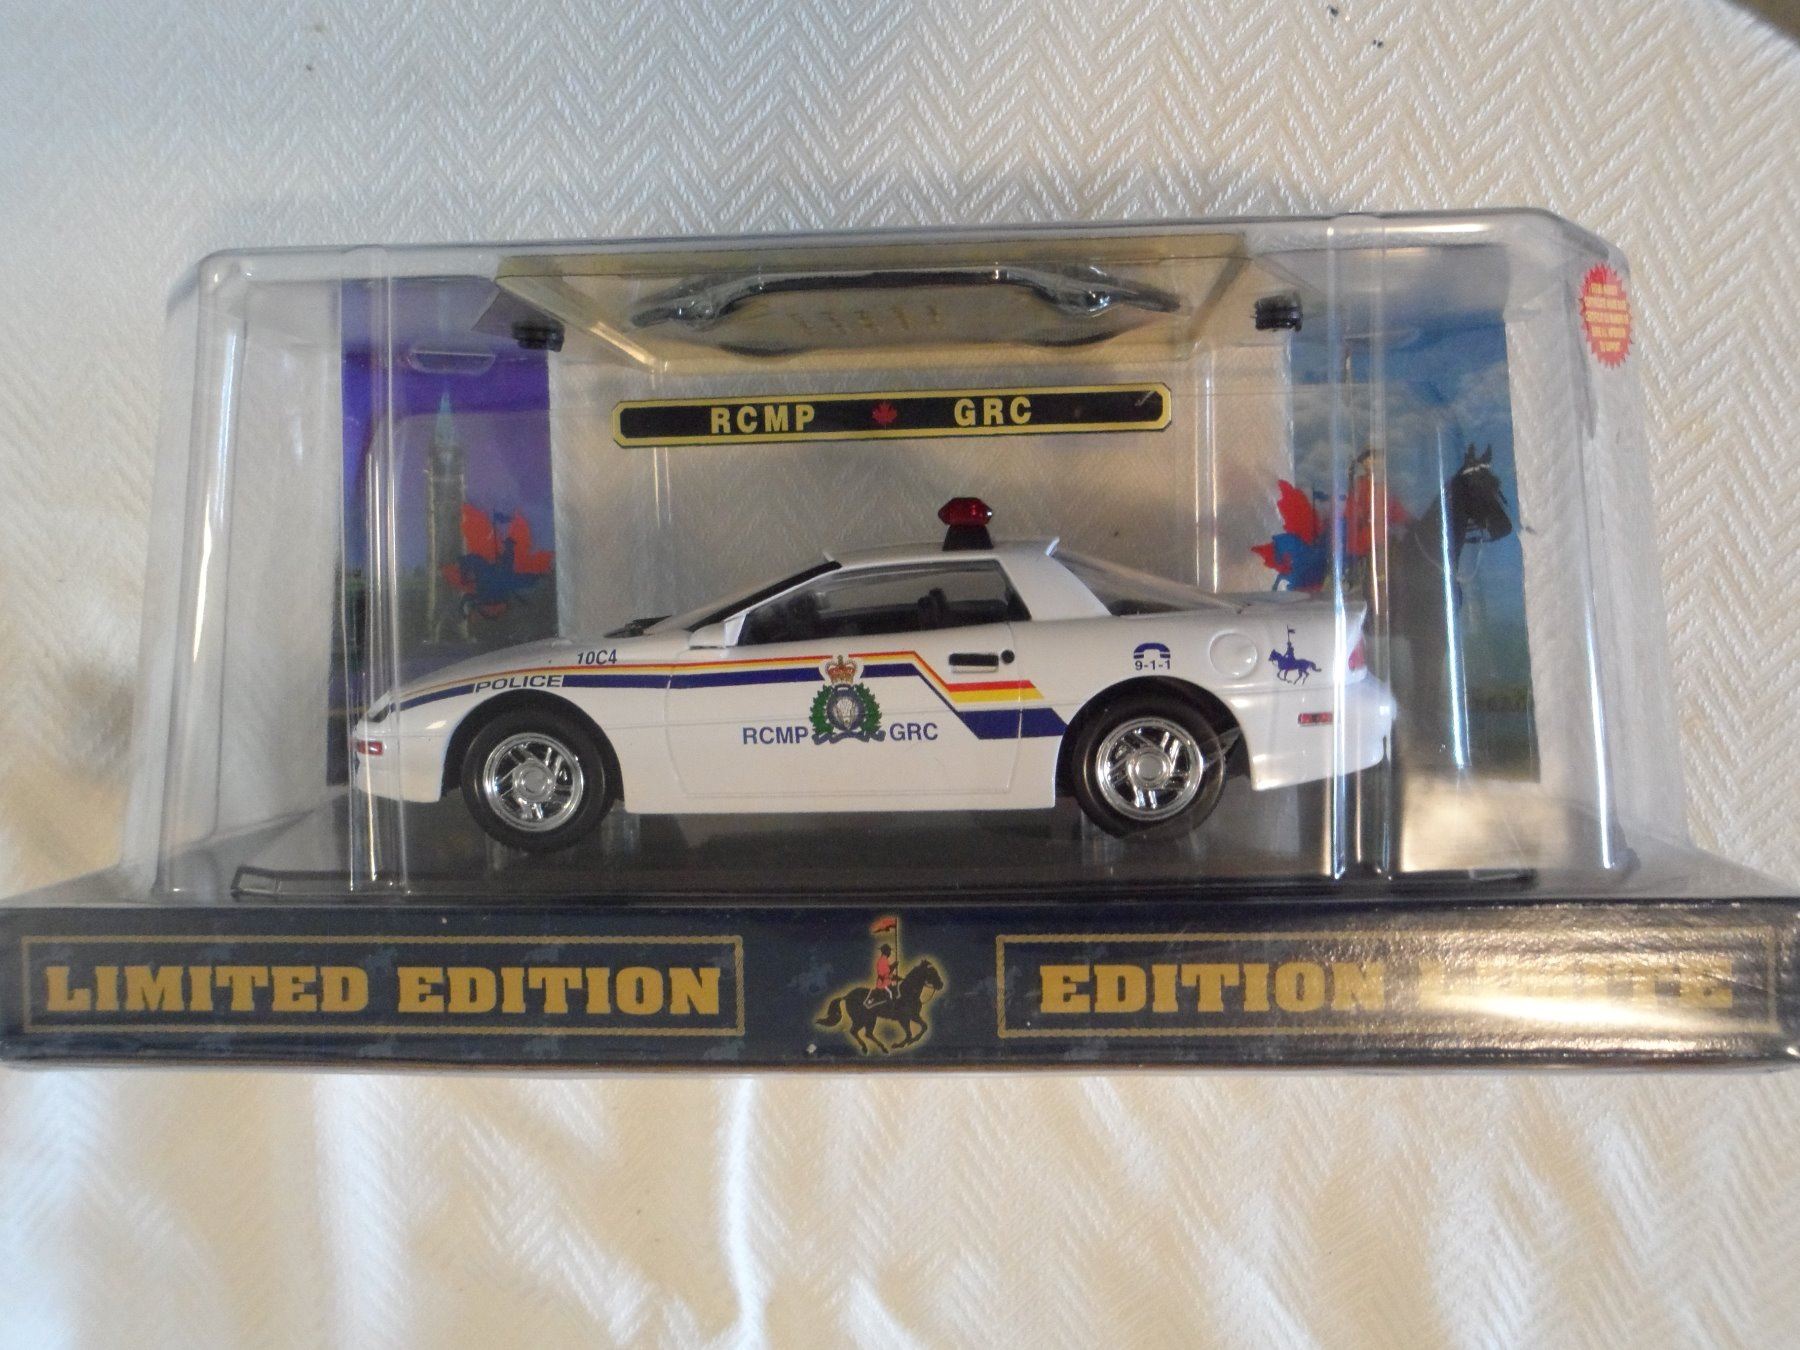 RCMP GRC
10C4
POLICE
9-1-1
RCMP GRC
LIMITED EDITION
EDITION